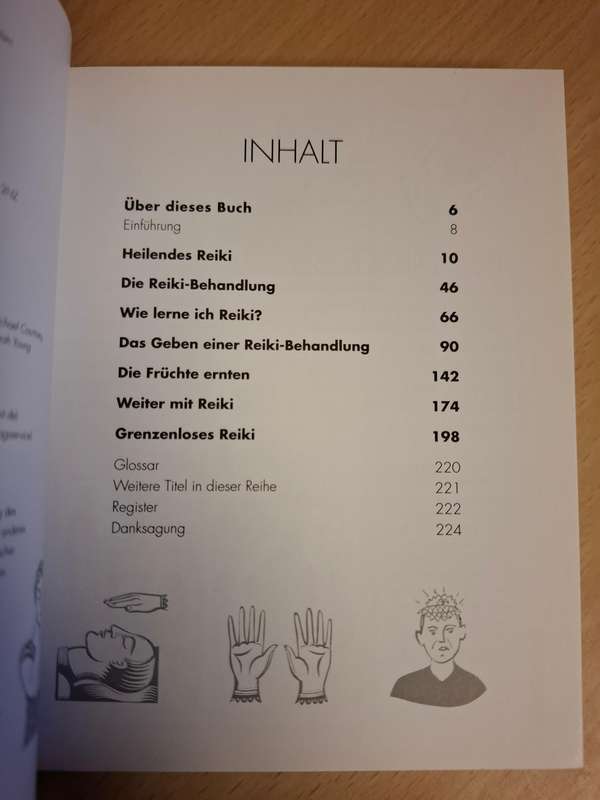 INHALT
Über dieses Buch 6
Einführung 8
Heilendes Reiki 10
Die Reiki-Behandlung 46
Wie lerne ich Reiki? 66
Das Geben einer Reiki-Behandlung 90
Die Früchte ernten 142
Weiter mit Reiki 174
Grenzenloses Reiki 198
Glossar 220
Weitere Titel in dieser Reihe 221
Register 222
Danksagung 224